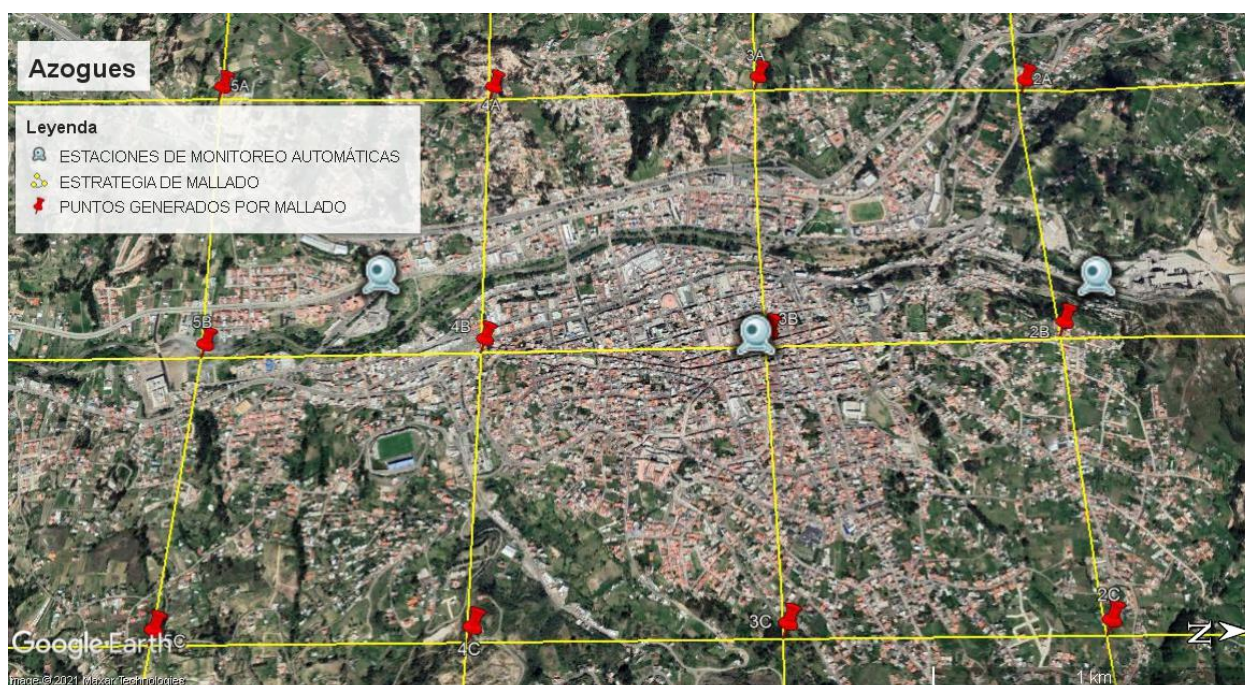 Azogues
Leyenda
ESTACIONES DE MONITOREO AUTOMÁTICAS
ESTRATEGIA DE MALLADO
PUNTOS GENERADOS POR MALLADO
5A
4A
3A
2A
5B
4B
3B
2B
5C
4C
3C
2C
Google Earth
N
Image © 2021 Maxar Technologies
1 km